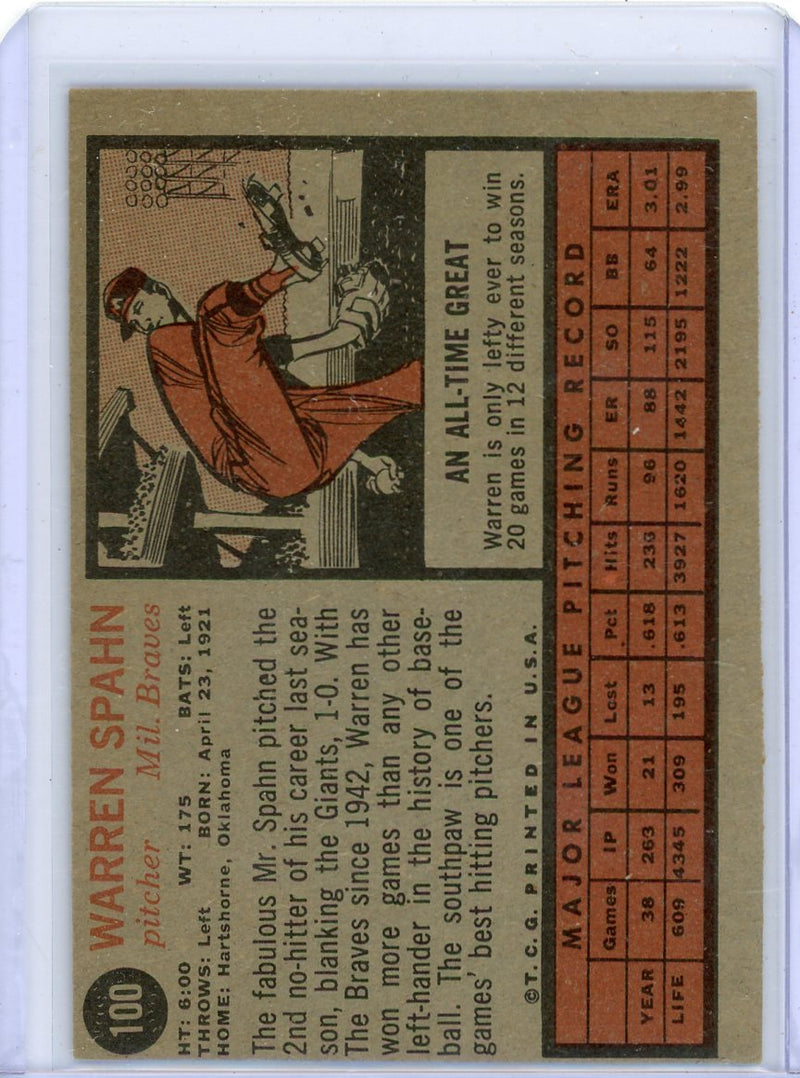 100
WARREN SPAHN
pitcher Mil. Braves
HT: 6:00 WT: 175 BATS: Left
THROWS: Left BORN: April 23, 1921
HOME: Hartshorne, Oklahoma
The fabulous Mr. Spahn pitched the
2nd no-hitter of his career last sea-
son, blanking the Giants, 1-0. With
The Braves since 1942, Warren has
won more games than any other
left-hander in the history of base-
ball. The southpaw is one of the
games' best hitting pitchers.
©T.C.G. PRINTED IN U.S.A.
AN ALL-TIME GREAT
Warren is only lefty ever to win
20 games in 12 different seasons.
MAJOR LEAGUE PITCHING RECORD
Games IP Won Lost Pct Hits Runs ER SO BB ERA
YEAR 38 263 21 13 .618 236 96 88 115 64 3.01
LIFE 609 4345 309 195 .613 3927 1620 1442 2195 1222 2.99